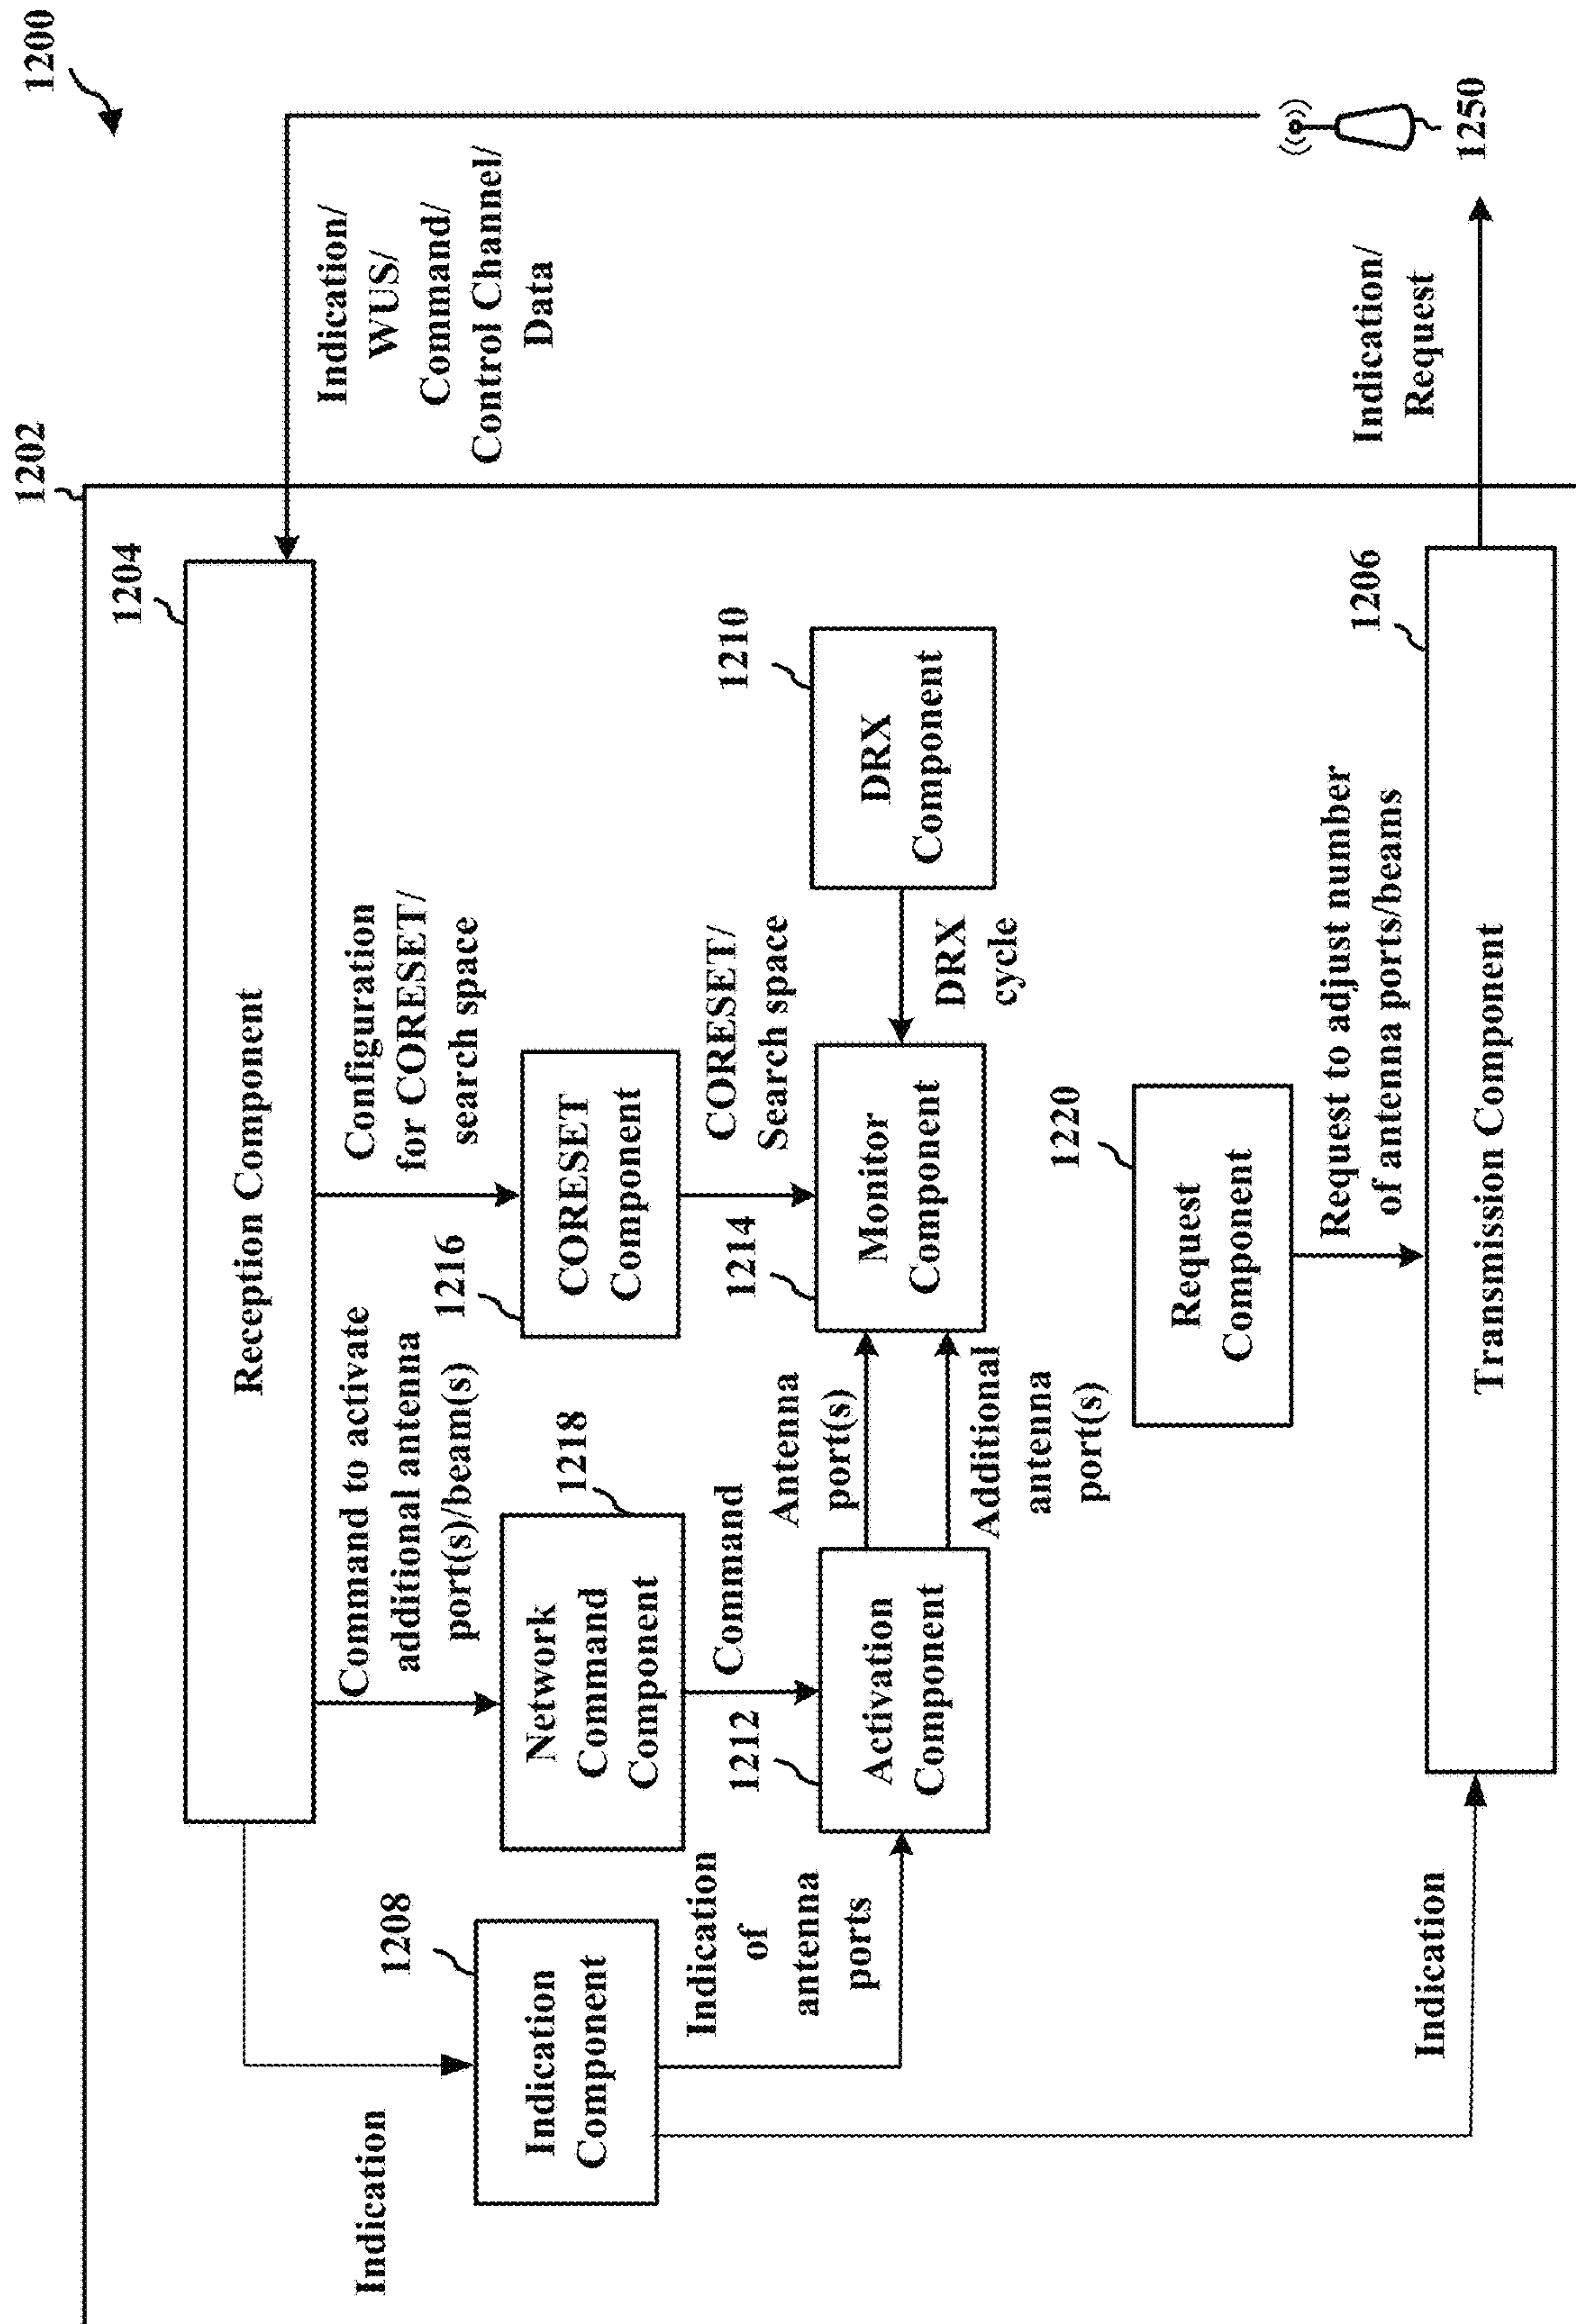 1200
1202
1204
Reception Component
Indication/
WUS/
Command/
Control Channel/
Data
Indication
Command to activate
additional antenna
port(s)/beam(s)
Configuration
for CORESET/
search space
1208
Indication
Component
1218
Network
Command
Component
1216
CORESET
Component
Indication
of
antenna
ports
Command
1212
Activation
Component
Antenna
port(s)
Additional
antenna
port(s)
CORESET/
Search space
1214
Monitor
Component
DRX
cycle
1210
DRX
Component
1220
Request
Component
Request to adjust number
of antenna ports/beams
Indication
1206
Transmission Component
Indication/
Request
1250